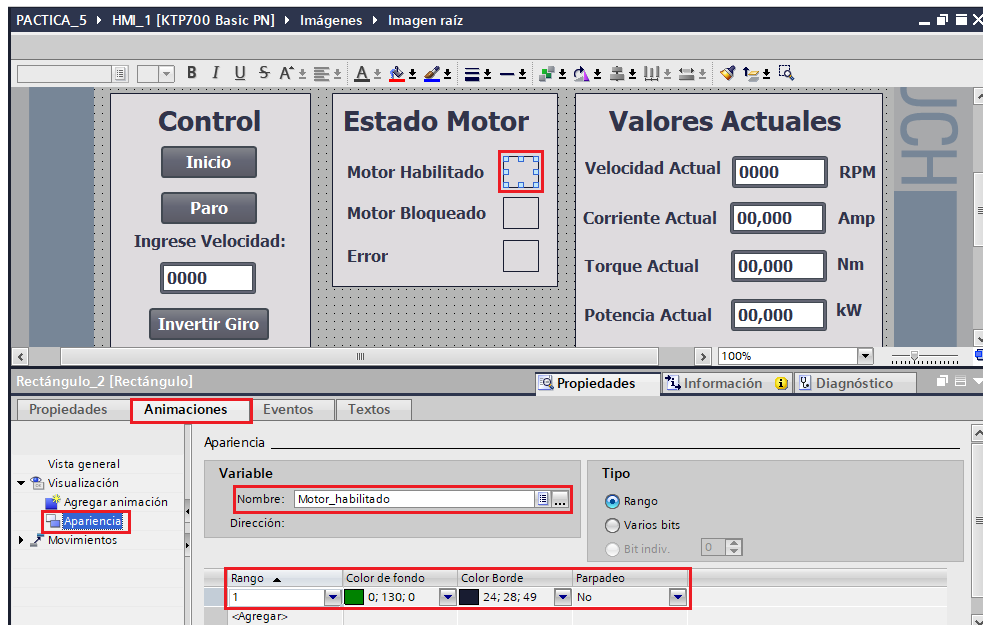 PACTICA_5 ▸ HMI_1 [KTP700 Basic PN] ▸ Imágenes ▸ Imagen raíz
B I U S A A
Control
Inicio
Paro
Ingrese Velocidad:
0000
Invertir Giro
Estado Motor
Motor Habilitado
Motor Bloqueado
Error
Valores Actuales
Velocidad Actual 0000 RPM
Corriente Actual 00,000 Amp
Torque Actual 00,000 Nm
Potencia Actual 00,000 kW
UCH
100%
Rectángulo_2 [Rectángulo]
Propiedades Información Diagnóstico
Propiedades Animaciones Eventos Textos
Vista general
Visualización
Agregar animación
Apariencia
Movimientos
Apariencia
Variable
Nombre: Motor_habilitado ...
Dirección:
Tipo
Rango
Varios bits
Bit indiv. 0
Rango Color de fondo Color Borde Parpadeo
1 0; 130; 0 24; 28; 49 No
<Agregar>